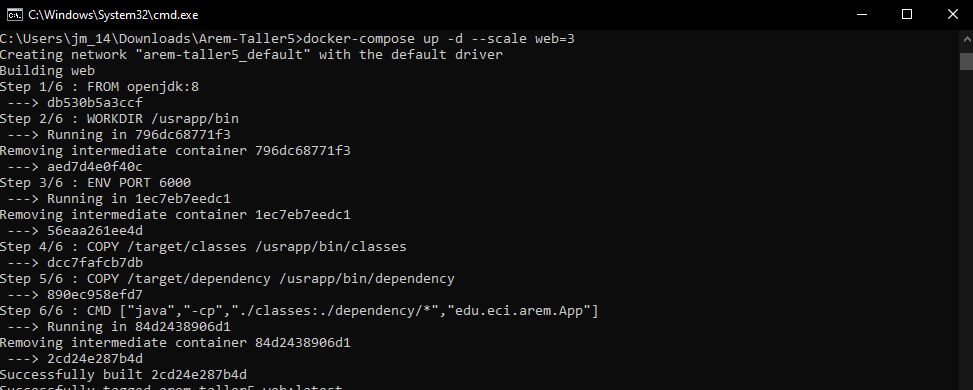 C:\Windows\System32\cmd.exe
C:\Users\jm_14\Downloads\Arem-Taller5>docker-compose up -d --scale web=3
Creating network "arem-taller5_default" with the default driver
Building web
Step 1/6 : FROM openjdk:8
---> db530b5a3ccf
Step 2/6 : WORKDIR /usrapp/bin
---> Running in 796dc68771f3
Removing intermediate container 796dc68771f3
---> aed7d4e0f40c
Step 3/6 : ENV PORT 6000
---> Running in 1ec7eb7eedc1
Removing intermediate container 1ec7eb7eedc1
---> 56eaa261ee4d
Step 4/6 : COPY /target/classes /usrapp/bin/classes
---> dcc7fafcb7db
Step 5/6 : COPY /target/dependency /usrapp/bin/dependency
---> 890ec958efd7
Step 6/6 : CMD ["java","-cp","./classes:./dependency/*","edu.eci.arem.App"]
---> Running in 84d2438906d1
Removing intermediate container 84d2438906d1
---> 2cd24e287b4d
Successfully built 2cd24e287b4d
Successfully tagged arem-taller5_web:latest